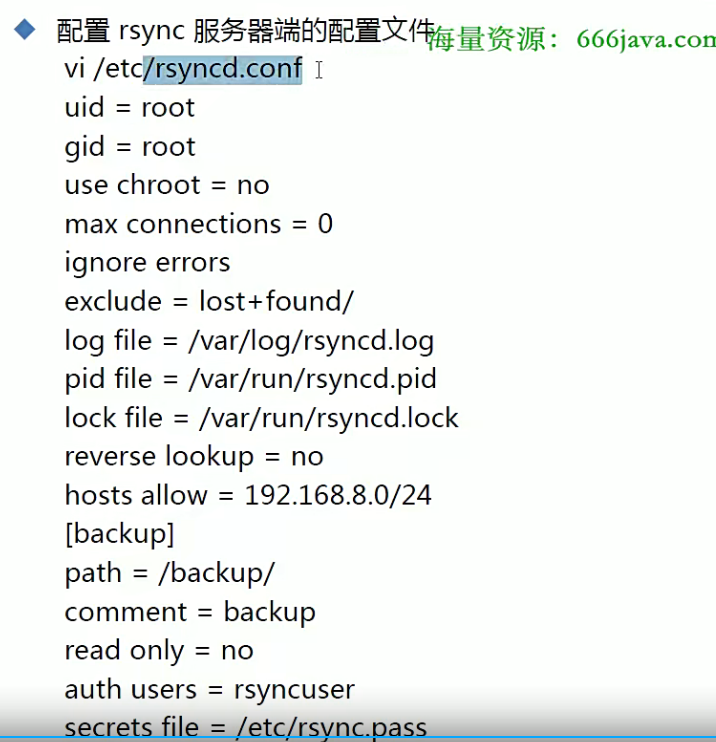 配置 rsync 服务器端的配置文件
海量资源：666java.com
vi /etc/rsyncd.conf
uid = root
gid = root
use chroot = no
max connections = 0
ignore errors
exclude = lost+found/
log file = /var/log/rsyncd.log
pid file = /var/run/rsyncd.pid
lock file = /var/run/rsyncd.lock
reverse lookup = no
hosts allow = 192.168.8.0/24
[backup]
path = /backup/
comment = backup
read only = no
auth users = rsyncuser
secrets file = /etc/rsync.pass